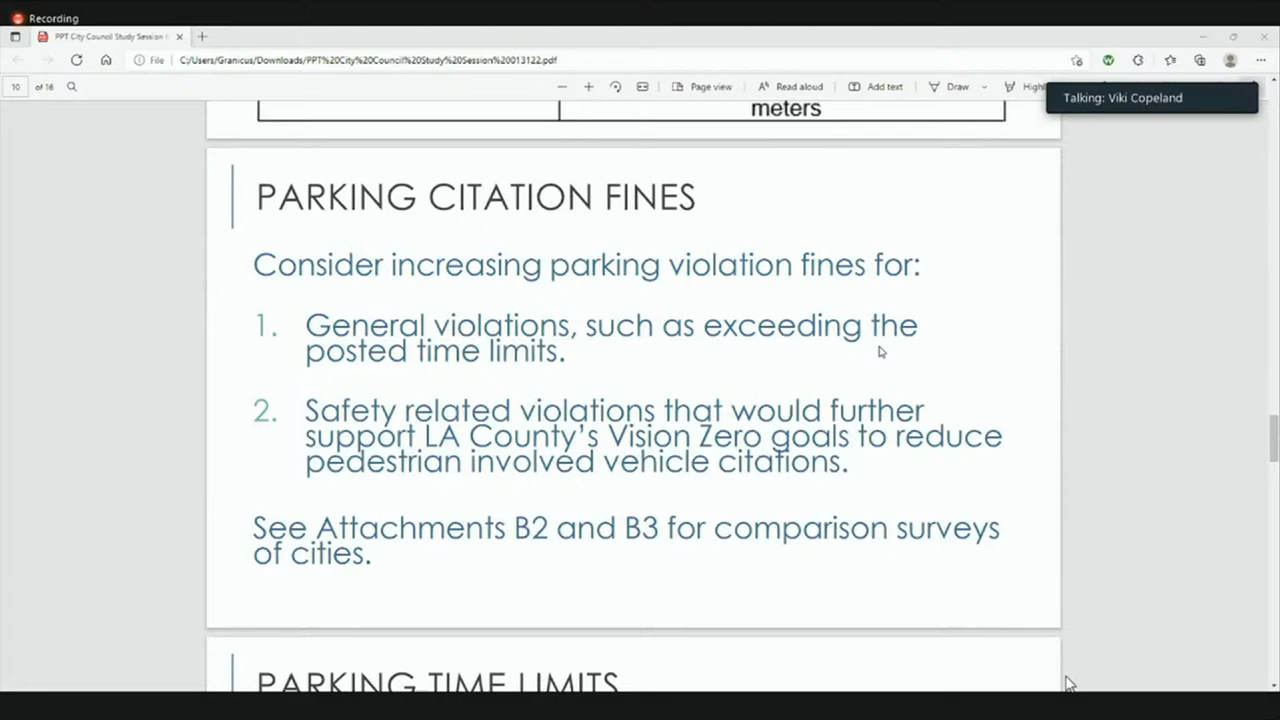 Recording
PPT City Council Study Session
File C:/Users/Granicus/Downloads/PPT%20City%20Council%20Study%20Session%20013122.pdf
10 of 16 Page view Read aloud Add text Draw Highl
Talking: Viki Copeland
meters
PARKING CITATION FINES
Consider increasing parking violation fines for:
1. General violations, such as exceeding the
posted time limits.
2. Safety related violations that would further
support LA County’s Vision Zero goals to reduce
pedestrian involved vehicle citations.
See Attachments B2 and B3 for comparison surveys
of cities.
PARKING TIME LIMITS